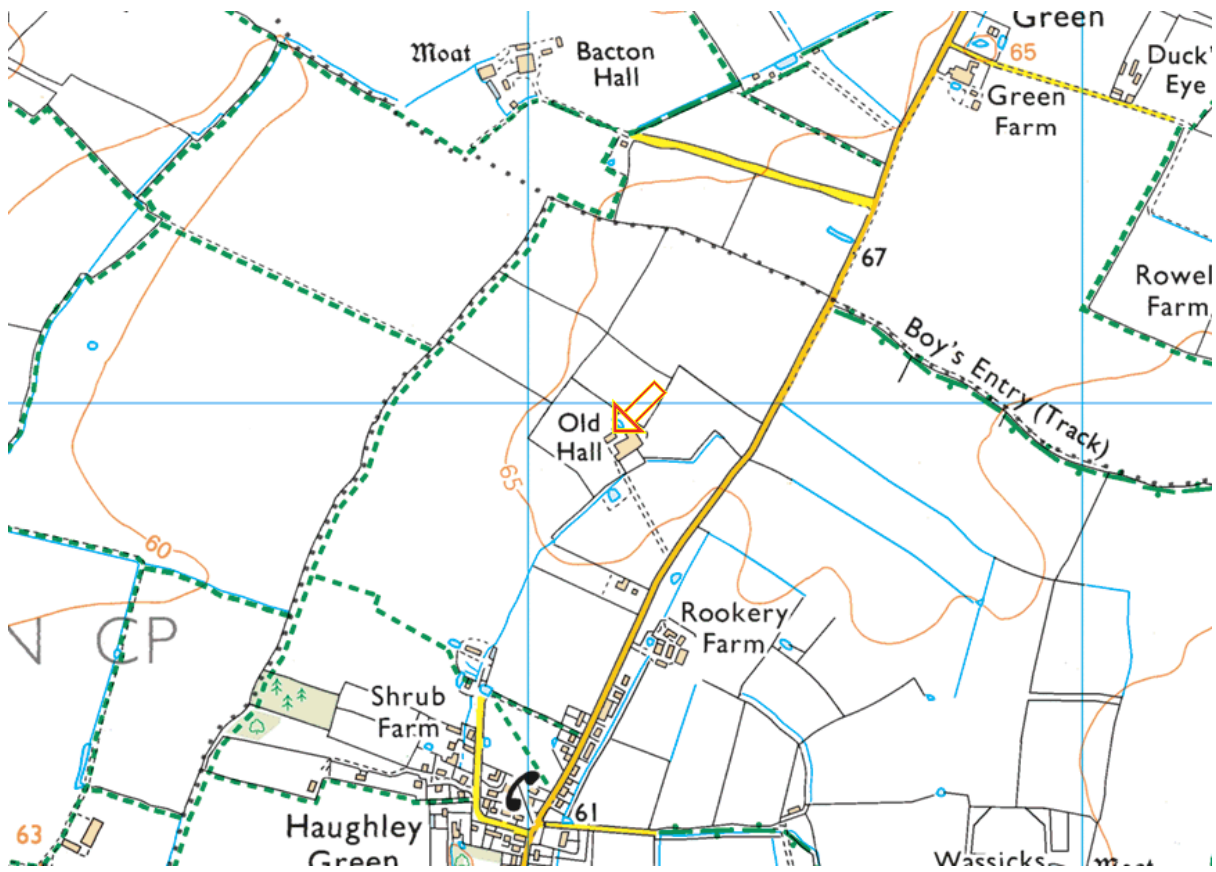 Green
Moat
Bacton
Hall
65
Duck'
Eye
Green
Farm
67
Rowel
Farm
Boy's Entry (Track)
Old
Hall
65
60
N CP
Rookery
Farm
Shrub
Farm
61
63
Haughley
Green
Wassicks
Moat